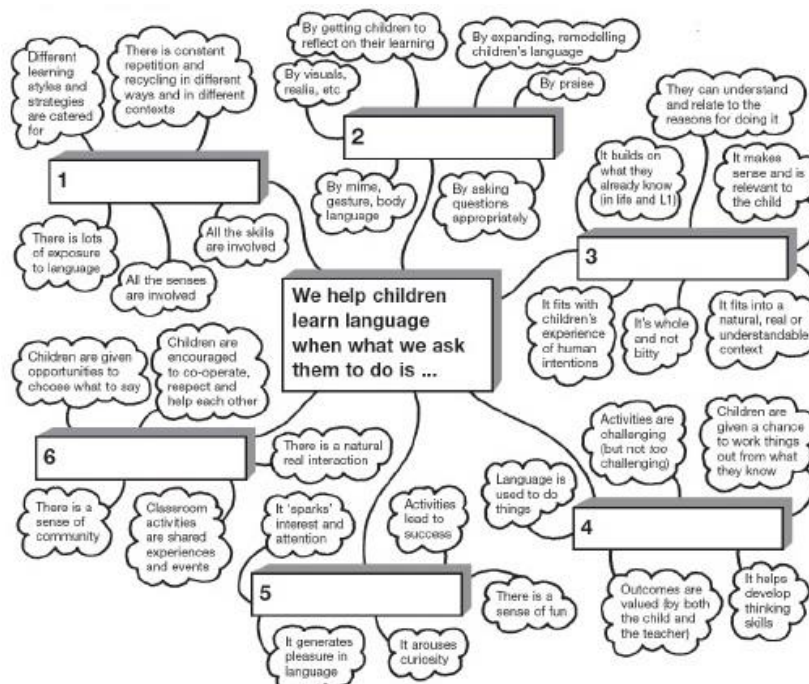 Different
learning
styles and
strategies
are catered
for
There is constant
repetition and
recycling in different
ways and in different
contexts
1
There is lots
of exposure
to language
All the senses
are involved
All the skills
are involved
By getting children to
reflect on their learning
By expanding, remodelling
children's language
By visuals,
realia, etc
By praise
2
By mime,
gesture, body
language
By asking
questions
appropriately
They can understand
and relate to the
reasons for doing it
It builds on
what they
already know
(in life and L1)
It makes
sense and is
relevant to
the child
3
It fits with
children's
experience
of human
intentions
It's whole
and not
bitty
It fits into a
natural, real or
understandable
context
We help children
learn language
when what we ask
them to do is ...
Children are given
opportunities to
choose what to say
Children are
encouraged
to co-operate,
respect and
help each other
6
There is a natural
real interaction
There is a
sense of
community
Classroom
activities
are shared
experiences
and events
Activities are
challenging
(but not too
challenging)
Children are
given a chance
to work things
out from what
they know
Language is
used to do
things
4
Outcomes are
valued (by both
the child and
the teacher)
It helps
develop
thinking
skills
It 'sparks'
interest and
attention
Activities
lead to
success
5
There is a
sense of fun
It generates
pleasure in
language
It arouses
curiosity